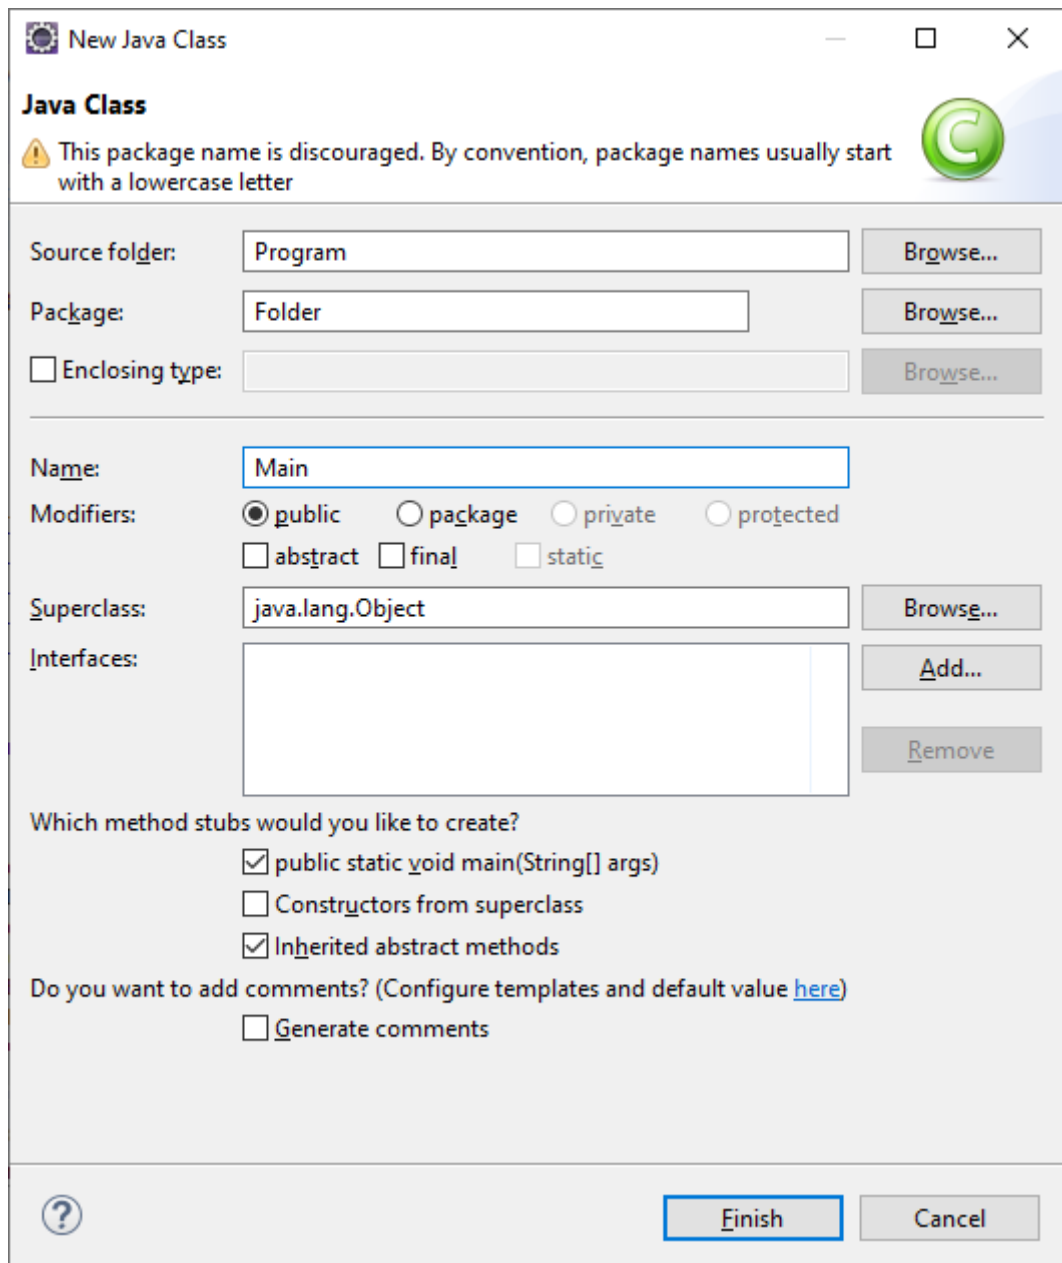 New Java Class
Java Class
This package name is discouraged. By convention, package names usually start
with a lowercase letter
Source folder: Program Browse...
Package: Folder Browse...
Enclosing type: Browse...
Name: Main
Modifiers: public package private protected
abstract final static
Superclass: java.lang.Object Browse...
Interfaces: Add...
Remove
Which method stubs would you like to create?
public static void main(String[] args)
Constructors from superclass
Inherited abstract methods
Do you want to add comments? (Configure templates and default value here)
Generate comments
? Finish Cancel